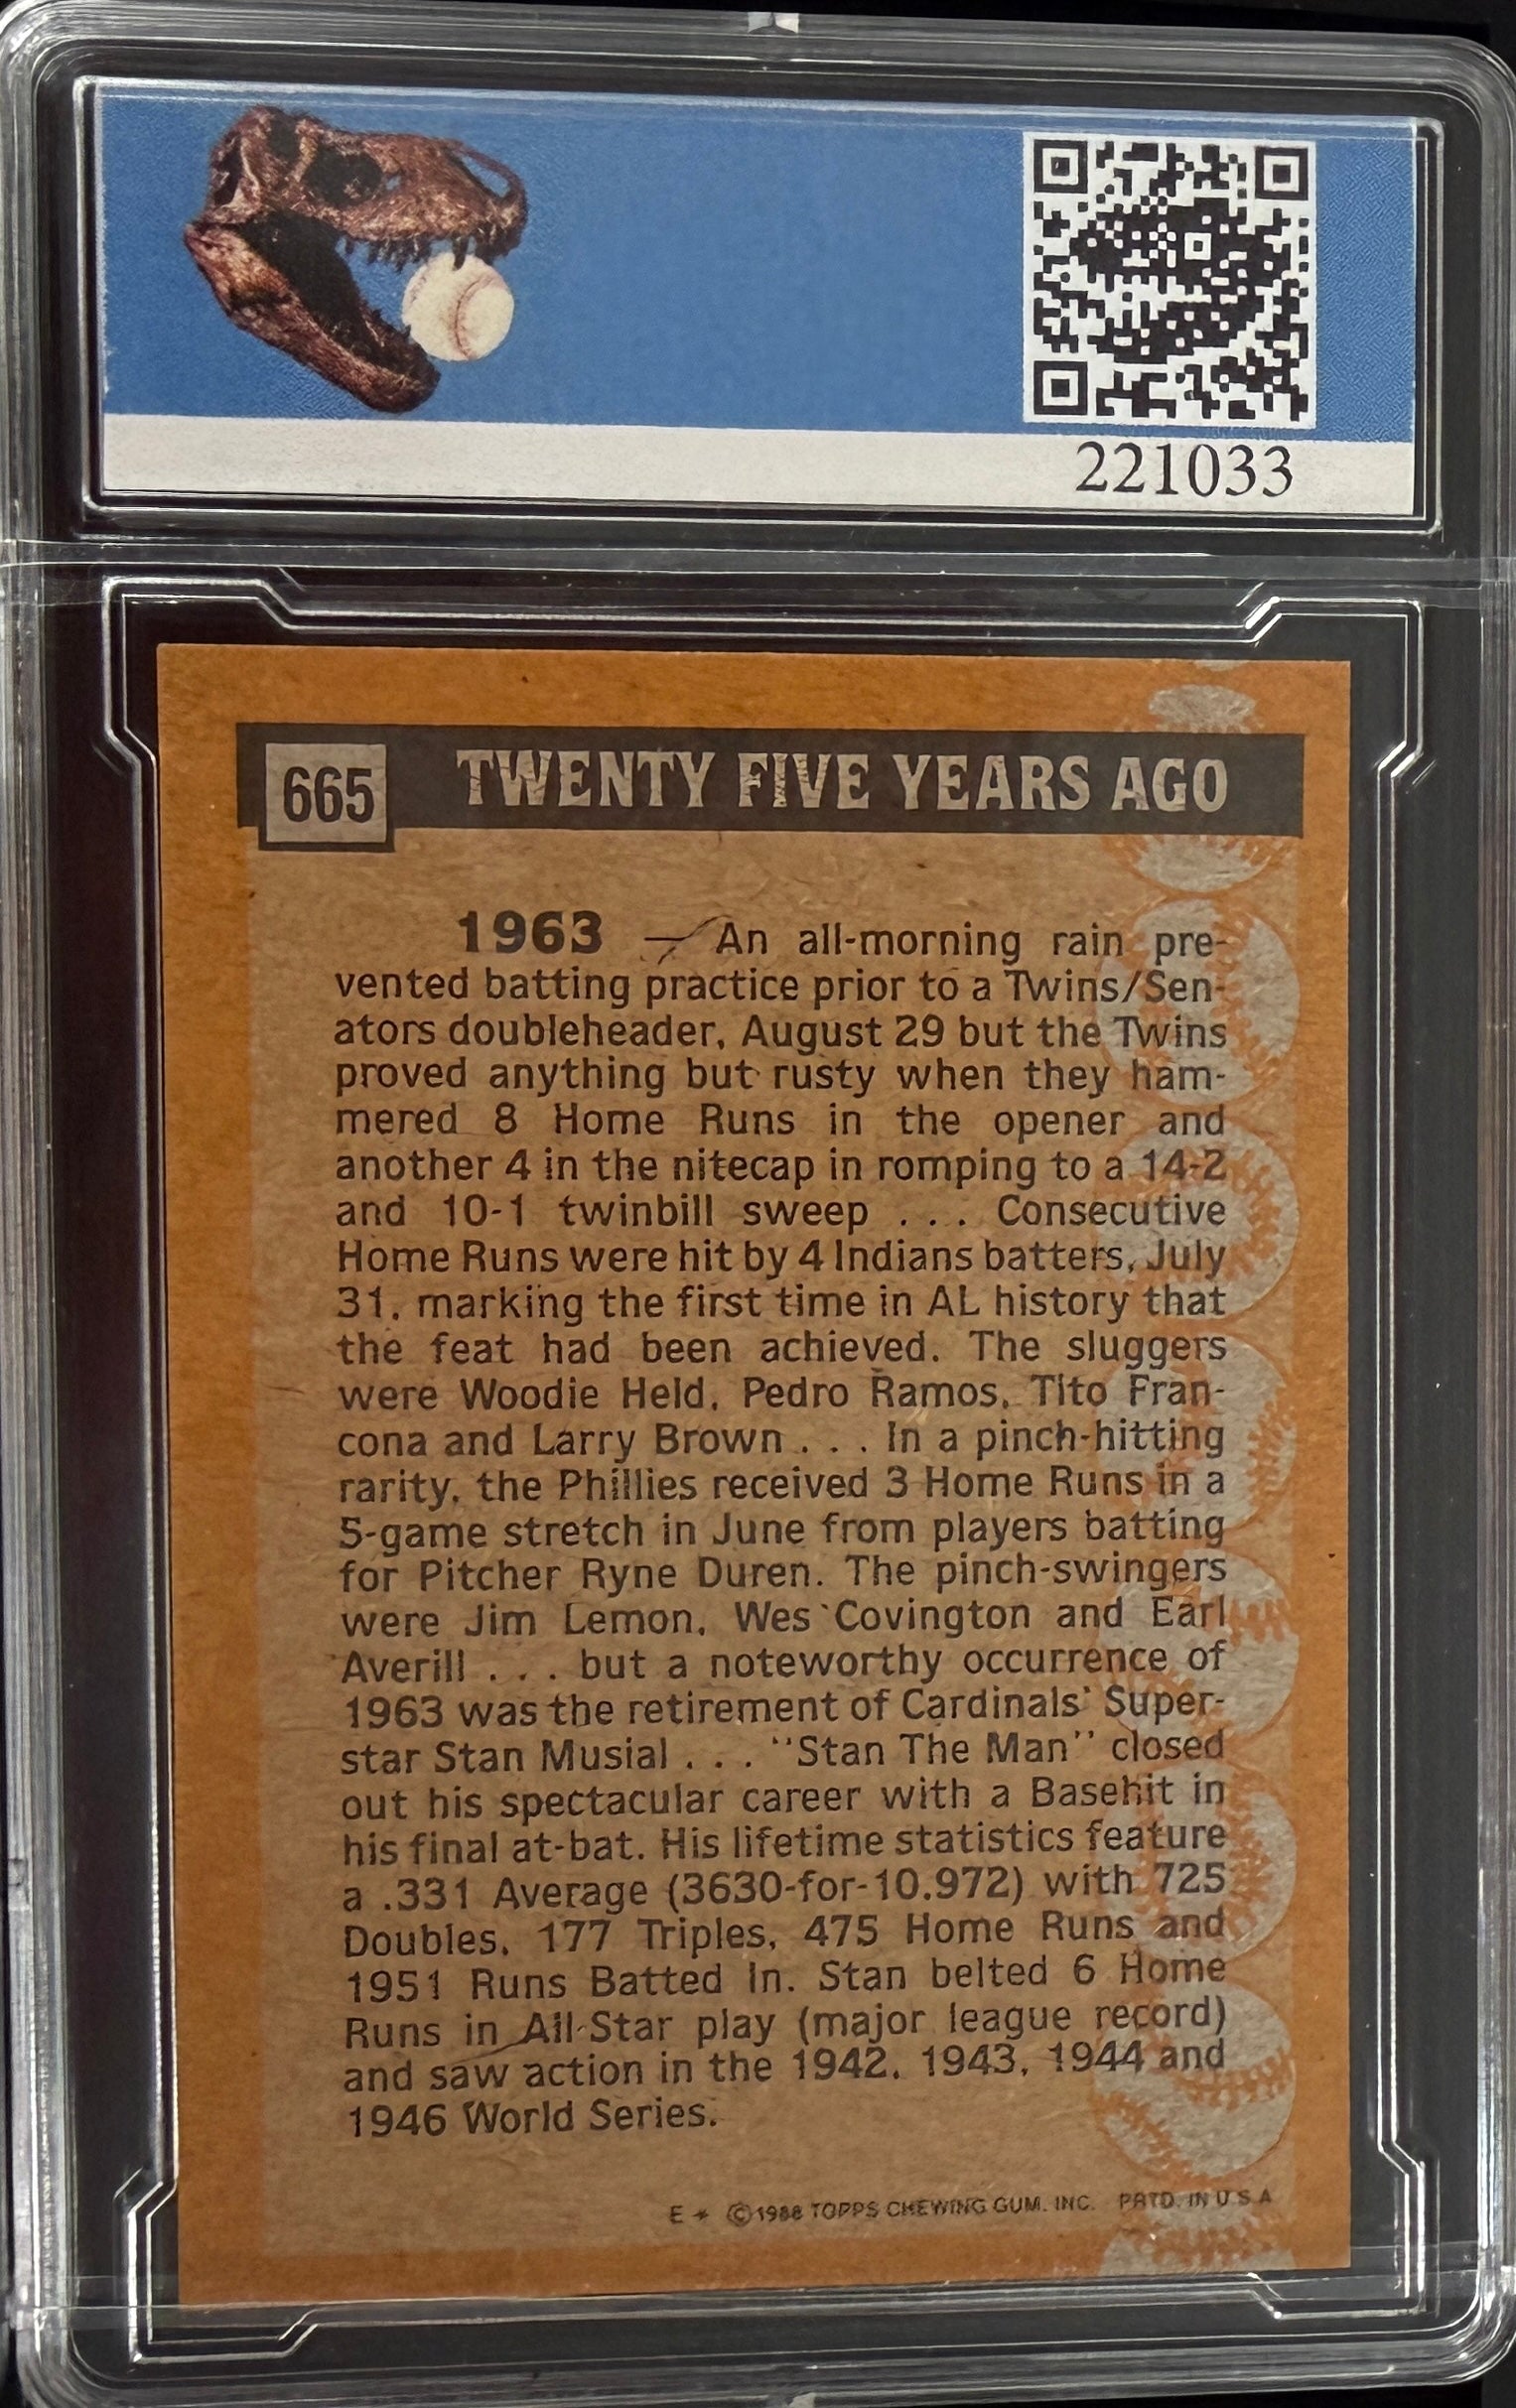 221033
665 TWENTY FIVE YEARS AGO
1963 — An all-morning rain pre-
vented batting practice prior to a Twins/Sen-
ators doubleheader, August 29 but the Twins
proved anything but rusty when they ham-
mered 8 Home Runs in the opener and
another 4 in the nitecap in romping to a 14-2
and 10-1 twinbill sweep . . . Consecutive
Home Runs were hit by 4 Indians batters, July
31, marking the first time in AL history that
the feat had been achieved. The sluggers
were Woodie Held, Pedro Ramos, Tito Fran-
cona and Larry Brown . . . In a pinch-hitting
rarity, the Phillies received 3 Home Runs in a
5-game stretch in June from players batting
for Pitcher Ryne Duren. The pinch-swingers
were Jim Lemon, Wes Covington and Earl
Averill . . . but a noteworthy occurrence of
1963 was the retirement of Cardinals' Super-
star Stan Musial . . . "Stan The Man" closed
out his spectacular career with a Basehit in
his final at-bat. His lifetime statistics feature
a .331 Average (3630-for-10,972) with 725
Doubles, 177 Triples, 475 Home Runs and
1951 Runs Batted In. Stan belted 6 Home
Runs in All-Star play (major league record)
and saw action in the 1942, 1943, 1944 and
1946 World Series.
E * ©1988 TOPPS CHEWING GUM, INC. PRTD. IN U.S.A.